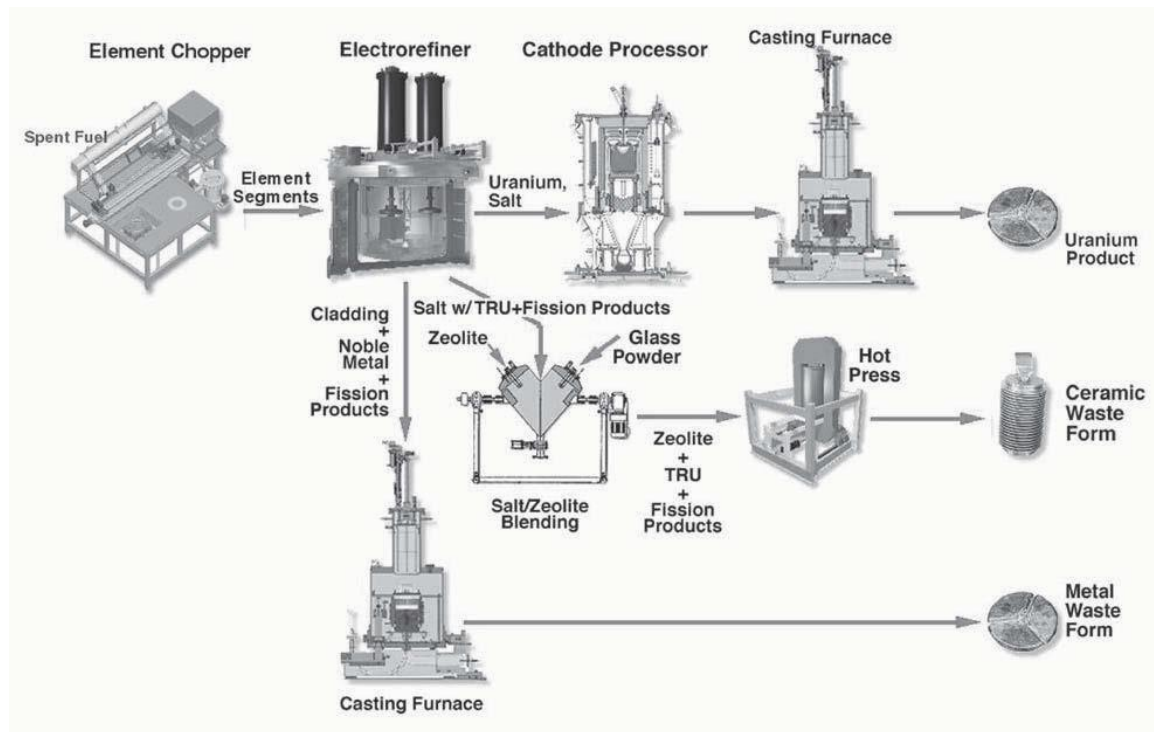 Element Chopper
Electrorefiner
Cathode Processor
Casting Furnace
Spent Fuel
Element
Segments
Uranium,
Salt
Uranium
Product
Cladding
+
Noble
Metal
+
Fission
Products
Salt w/TRU+Fission Products
Zeolite
Glass
Powder
Hot
Press
Ceramic
Waste
Form
Zeolite
+
TRU
+
Fission
Products
Salt/Zeolite
Blending
Metal
Waste
Form
Casting Furnace